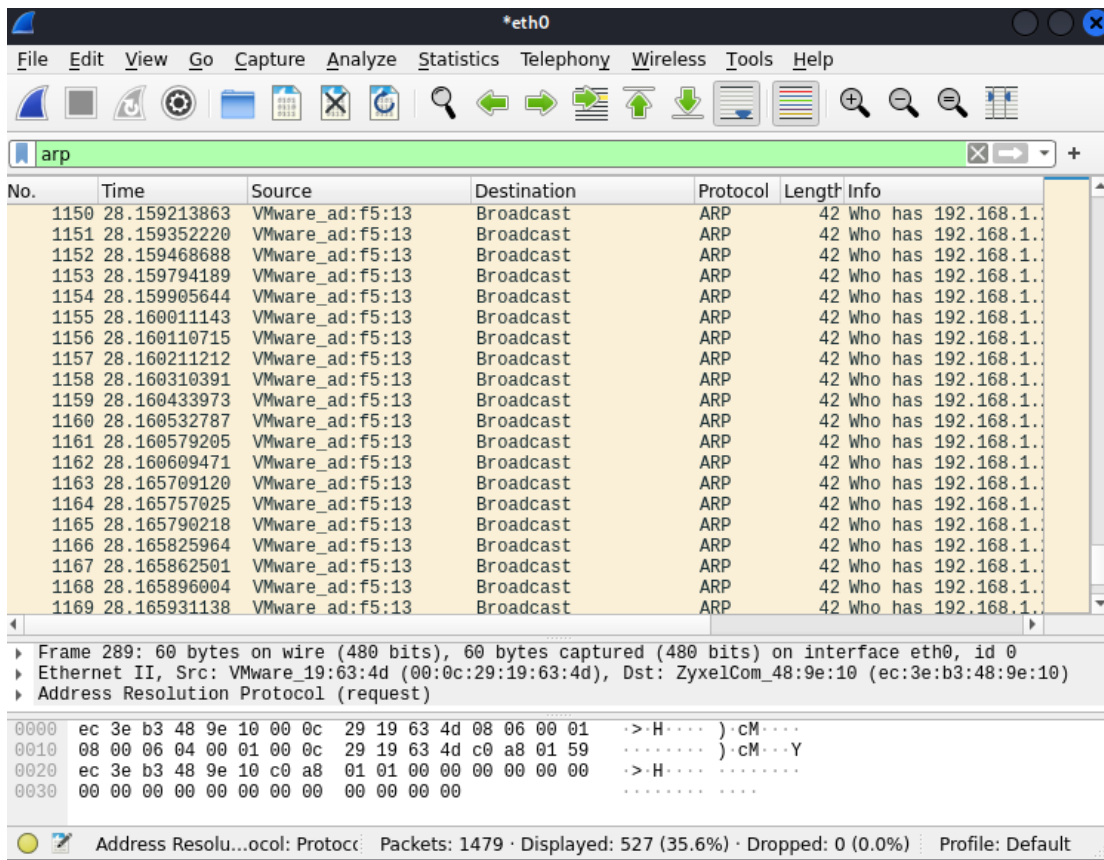 *eth0
File Edit View Go Capture Analyze Statistics Telephony Wireless Tools Help
arp
No. Time Source Destination Protocol Length Info
1150 28.159213863 VMware_ad:f5:13 Broadcast ARP 42 Who has 192.168.1.
1151 28.159352220 VMware_ad:f5:13 Broadcast ARP 42 Who has 192.168.1.
1152 28.159468688 VMware_ad:f5:13 Broadcast ARP 42 Who has 192.168.1.
1153 28.159794189 VMware_ad:f5:13 Broadcast ARP 42 Who has 192.168.1.
1154 28.159905644 VMware_ad:f5:13 Broadcast ARP 42 Who has 192.168.1.
1155 28.160011143 VMware_ad:f5:13 Broadcast ARP 42 Who has 192.168.1.
1156 28.160110715 VMware_ad:f5:13 Broadcast ARP 42 Who has 192.168.1.
1157 28.160211212 VMware_ad:f5:13 Broadcast ARP 42 Who has 192.168.1.
1158 28.160310391 VMware_ad:f5:13 Broadcast ARP 42 Who has 192.168.1.
1159 28.160433973 VMware_ad:f5:13 Broadcast ARP 42 Who has 192.168.1.
1160 28.160532787 VMware_ad:f5:13 Broadcast ARP 42 Who has 192.168.1.
1161 28.160579205 VMware_ad:f5:13 Broadcast ARP 42 Who has 192.168.1.
1162 28.160609471 VMware_ad:f5:13 Broadcast ARP 42 Who has 192.168.1.
1163 28.165709120 VMware_ad:f5:13 Broadcast ARP 42 Who has 192.168.1.
1164 28.165757025 VMware_ad:f5:13 Broadcast ARP 42 Who has 192.168.1.
1165 28.165790218 VMware_ad:f5:13 Broadcast ARP 42 Who has 192.168.1.
1166 28.165825964 VMware_ad:f5:13 Broadcast ARP 42 Who has 192.168.1.
1167 28.165862501 VMware_ad:f5:13 Broadcast ARP 42 Who has 192.168.1.
1168 28.165896004 VMware_ad:f5:13 Broadcast ARP 42 Who has 192.168.1.
1169 28.165931138 VMware_ad:f5:13 Broadcast ARP 42 Who has 192.168.1.
Frame 289: 60 bytes on wire (480 bits), 60 bytes captured (480 bits) on interface eth0, id 0
Ethernet II, Src: VMware_19:63:4d (00:0c:29:19:63:4d), Dst: ZyxelCom_48:9e:10 (ec:3e:b3:48:9e:10)
Address Resolution Protocol (request)
0000 ec 3e b3 48 9e 10 00 0c 29 19 63 4d 08 06 00 01 ·>·H···· )·cM····
0010 08 00 06 04 00 01 00 0c 29 19 63 4d c0 a8 01 59 ········ )·cM···Y
0020 ec 3e b3 48 9e 10 c0 a8 01 01 00 00 00 00 00 00 ·>·H···· ········
0030 00 00 00 00 00 00 00 00 00 00 00 00 ········ ····
Address Resolu...ocol: Protoc Packets: 1479 · Displayed: 527 (35.6%) · Dropped: 0 (0.0%) Profile: Default